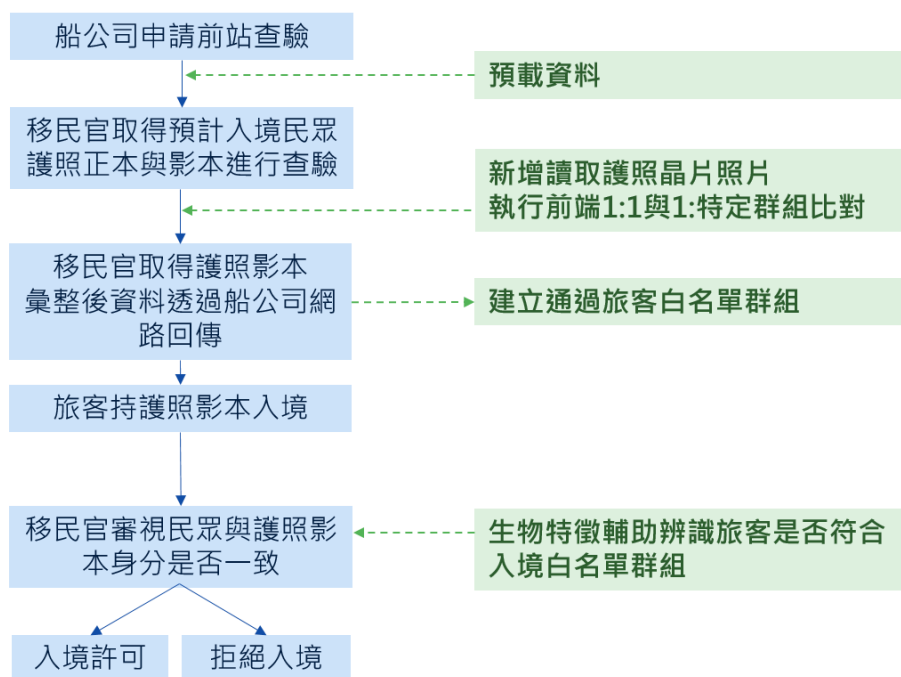 船公司申請前站查驗
預載資料
移民官取得預計入境民眾
護照正本與影本進行查驗
新增讀取護照晶片照片
執行前端1:1與1:特定群組比對
移民官取得護照影本
彙整後資料透過船公司網
路回傳
建立通過旅客白名單群組
旅客持護照影本入境
移民官審視民眾與護照影
本身分是否一致
生物特徵輔助辨識旅客是否符合
入境白名單群組
入境許可
拒絕入境